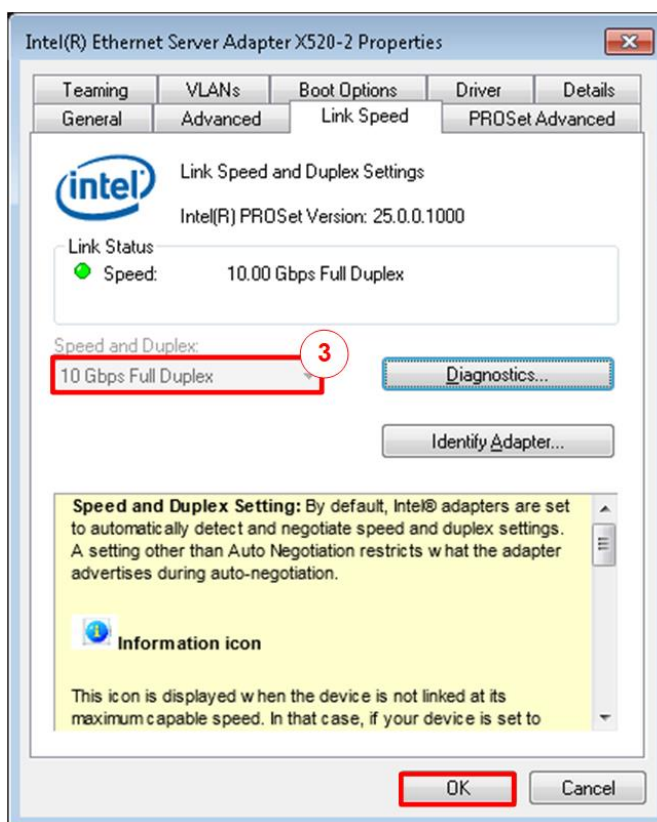 Intel(R) Ethernet Server Adapter X520-2 Properties
Teaming VLANs Boot Options Driver Details
General Advanced Link Speed PROSet Advanced
intel
Link Speed and Duplex Settings
Intel(R) PROSet Version: 25.0.0.1000
Link Status
Speed: 10.00 Gbps Full Duplex
Speed and Duplex:
3
10 Gbps Full Duplex
Diagnostics...
Identify Adapter...
Speed and Duplex Setting: By default, Intel® adapters are set
to automatically detect and negotiate speed and duplex settings.
A setting other than Auto Negotiation restricts what the adapter
advertises during auto-negotiation.
Information icon
This icon is displayed when the device is not linked at its
maximum capable speed. In that case, if your device is set to
OK Cancel